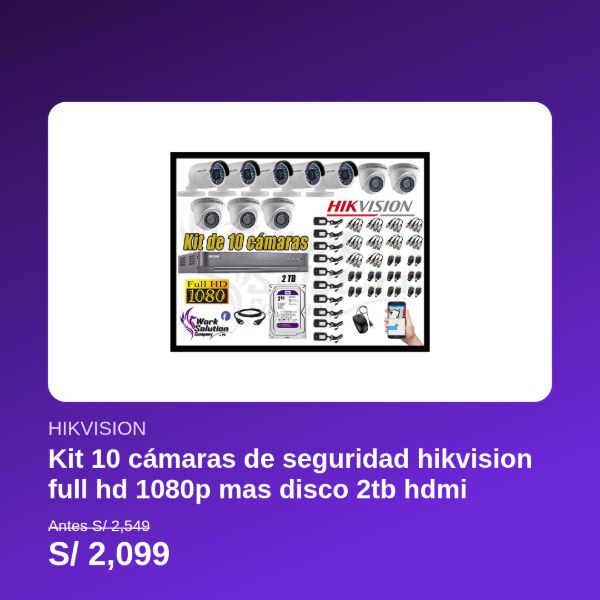 HIKVISION
Kit de 10 cámaras
2 TB
Full HD
1080
Work
Solution
Company
HIKVISION
Kit 10 cámaras de seguridad hikvision
full hd 1080p mas disco 2tb hdmi
Antes S/ 2,549
S/ 2,099